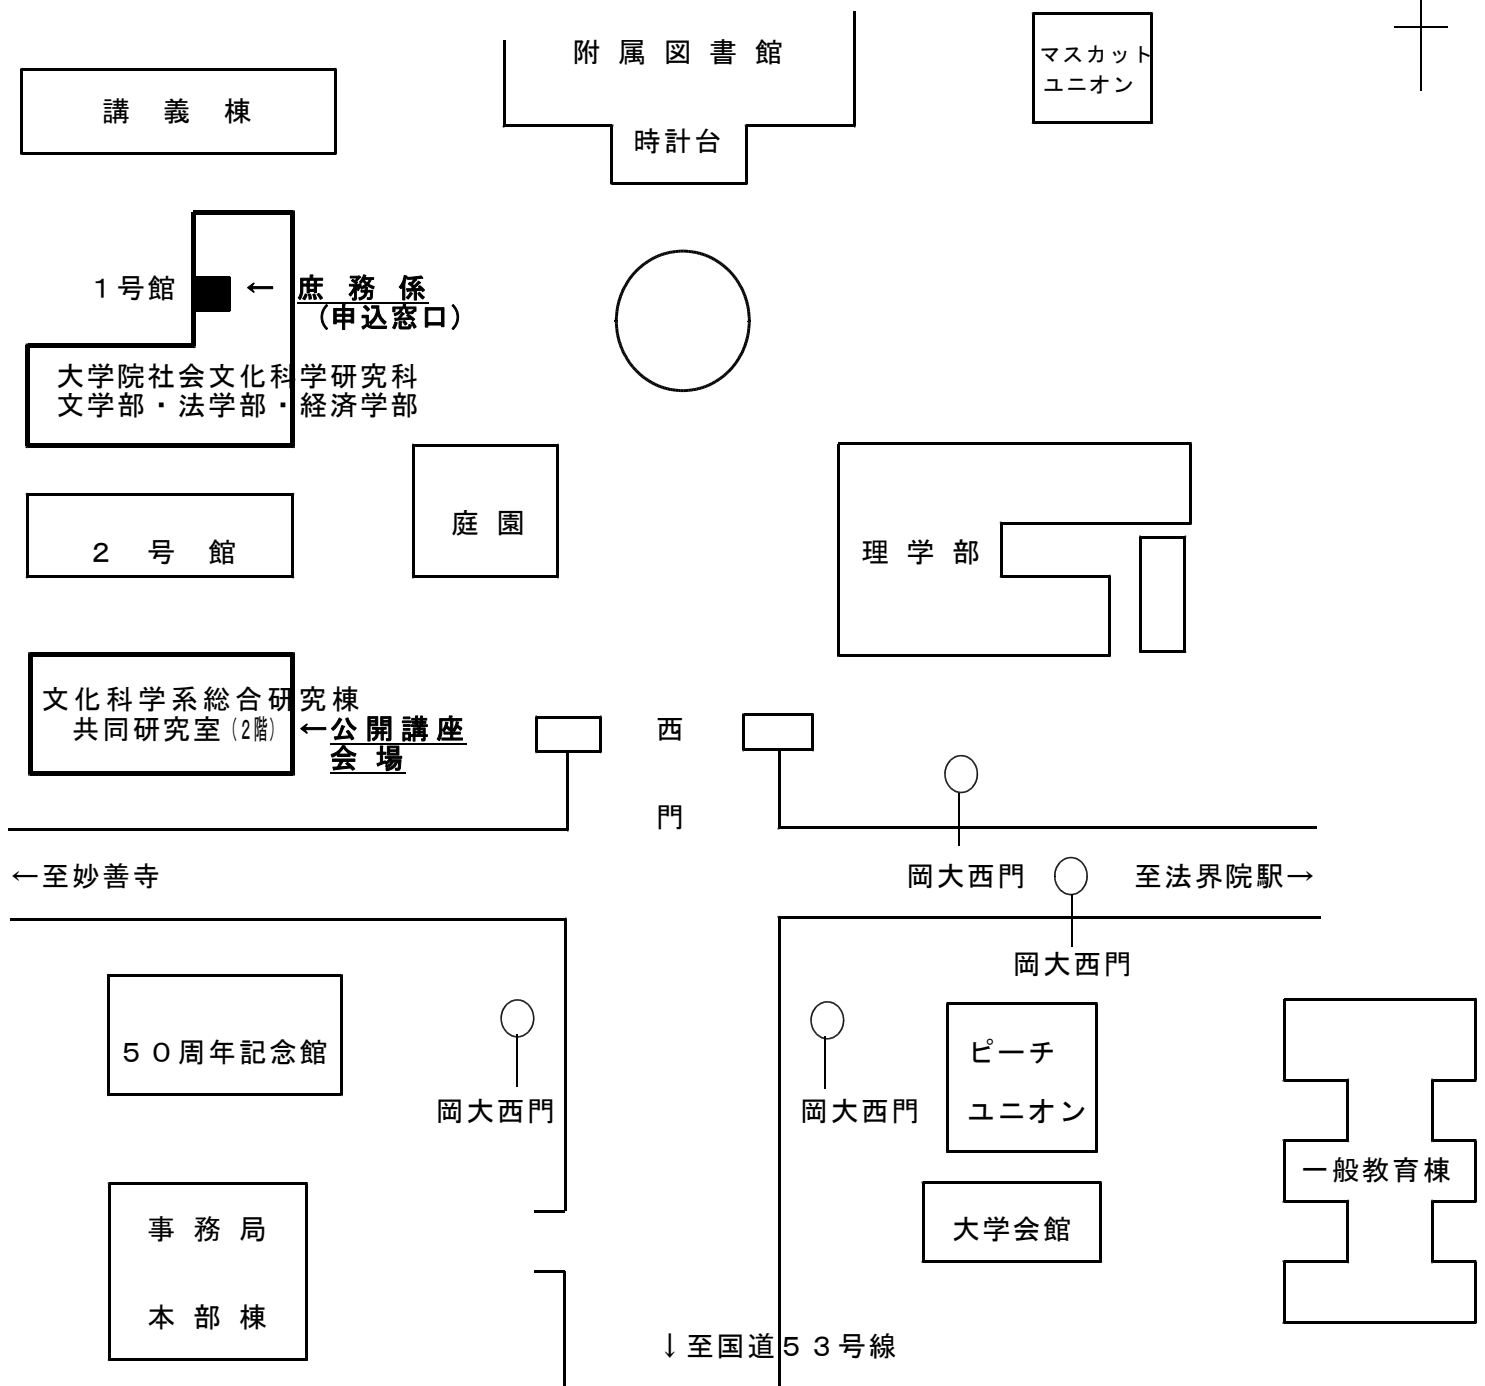 附属図書館
マスカット
ユニオン
講義棟
時計台
1号館
← 庶務係
(申込窓口)
大学院社会文化科学研究科
文学部・法学部・経済学部
庭園
2号館
理学部
文化科学系総合研究棟
共同研究室(2階)
←公開講座
会場
西
門
←至妙善寺
岡大西門
至法界院駅→
岡大西門
50周年記念館
ピーチ
ユニオン
岡大西門
岡大西門
一般教育棟
事務局
本部棟
大学会館
↓至国道53号線